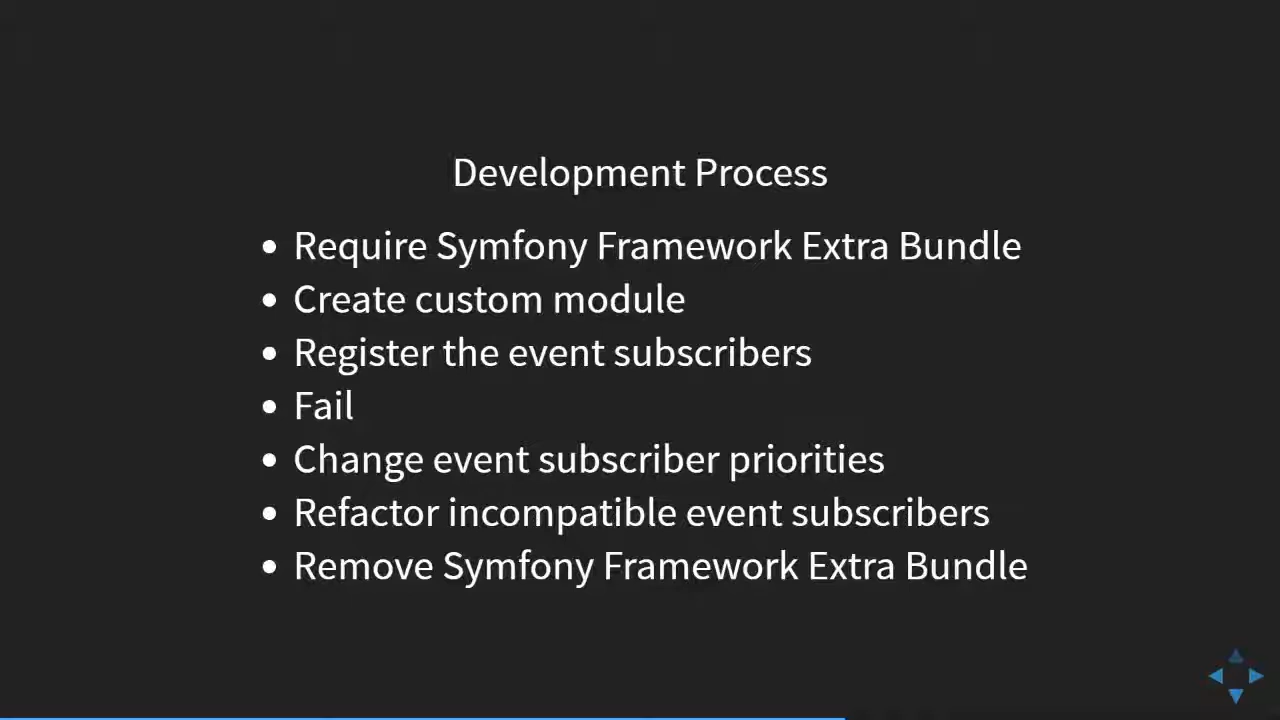 Development Process
• Require Symfony Framework Extra Bundle
• Create custom module
• Register the event subscribers
• Fail
• Change event subscriber priorities
• Refactor incompatible event subscribers
• Remove Symfony Framework Extra Bundle